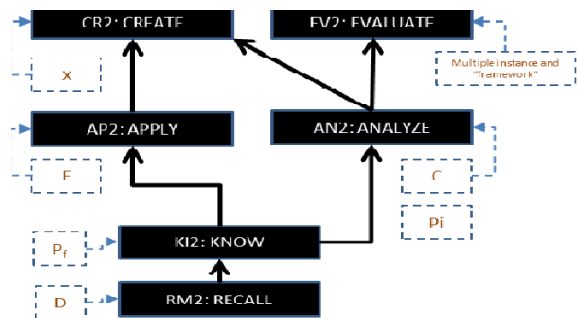 CR2: CREATE
EV2: EVALUATE
X
Multiple instance and
"framework"
AP2: APPLY
AN2: ANALYZE
F
C
Pi
KI2: KNOW
Pf
D
RM2: RECALL